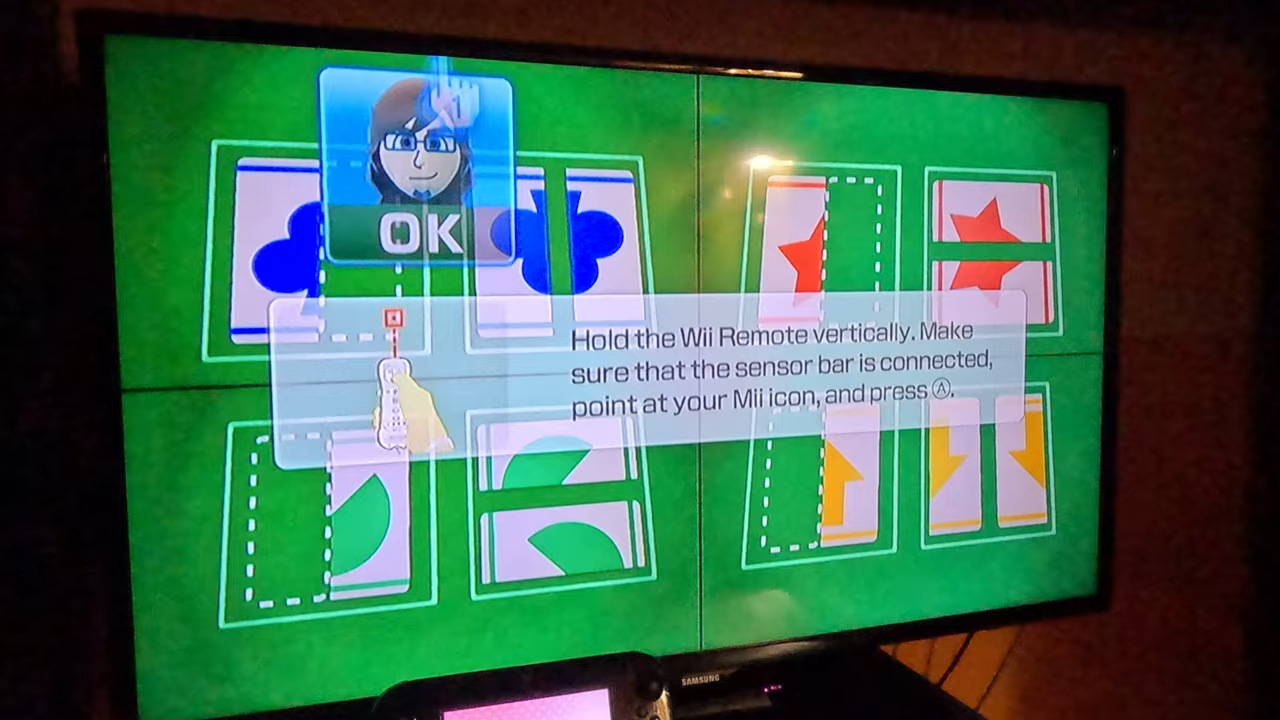 OK
Hold the Wii Remote vertically. Make
sure that the sensor bar is connected,
point at your Mii icon, and press Ⓐ.
SAMSUNG